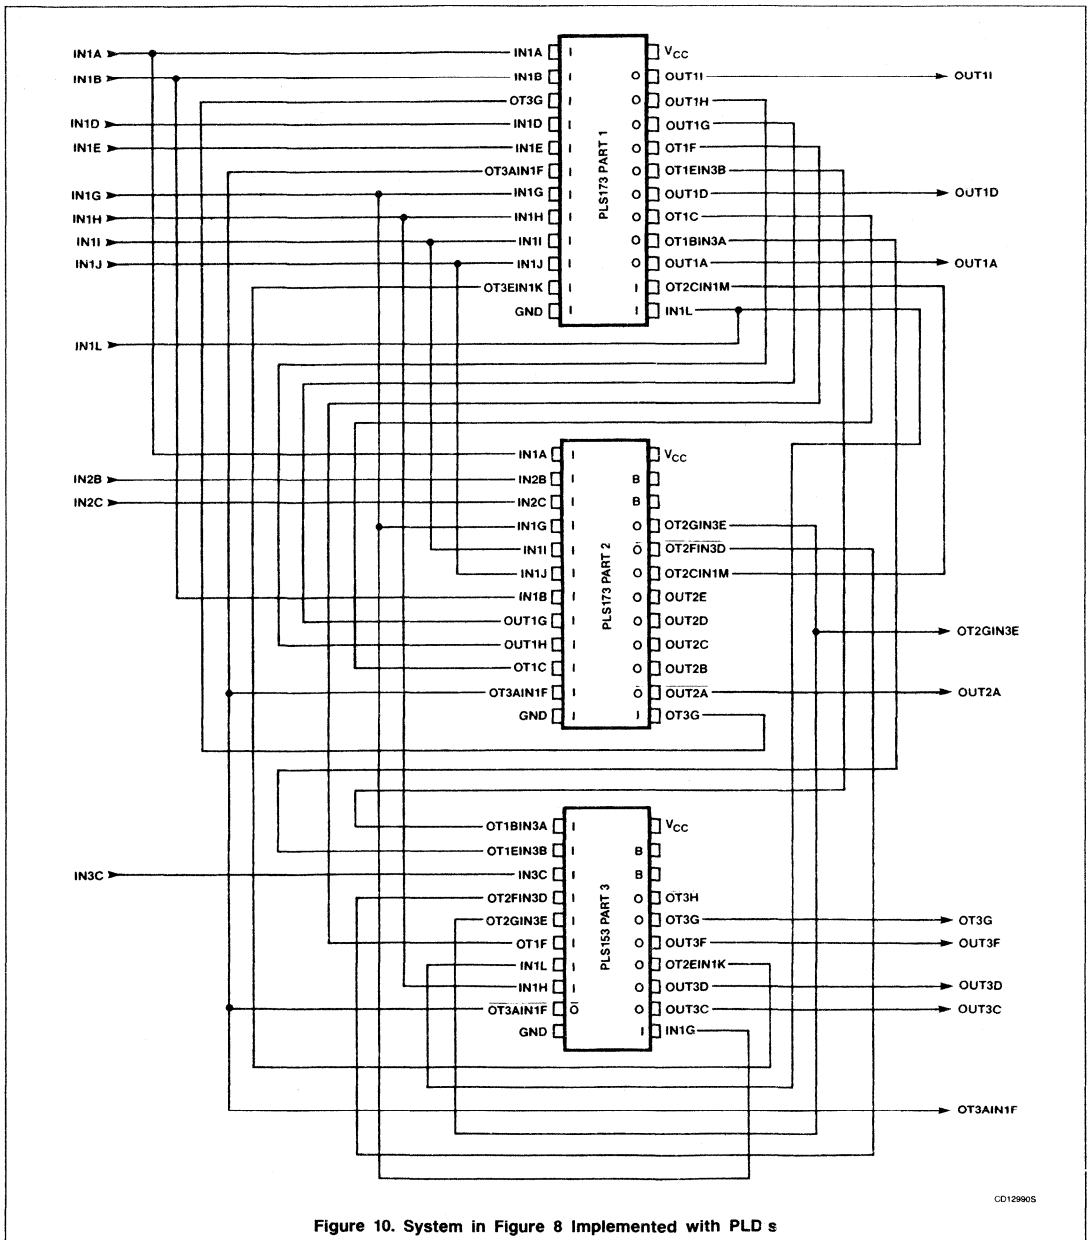 IN1A IN1A I VCC
IN1B IN1B I O OUT1I OUT1I
OT3G I O OUT1H
IN1D IN1D I O OUT1G
IN1E IN1E I O OT1F
OT3AIN1F I O OT1EIN3B
IN1G IN1G I O OUT1D OUT1D
IN1H IN1H I O OT1C
IN1I IN1I I O OT1BIN3A
IN1J IN1J I O OUT1A OUT1A
OT3EIN1K I I OT2CIN1M
GND I I IN1L
PLS173 PART 1
IN1L
IN1A I VCC
IN2B IN2B I B
IN2C IN2C I B
IN1G I O OT2GIN3E
IN1I I O OT2FIN3D
IN1J I O OT2CIN1M
IN1B I O OUT2E
OUT1G I O OUT2D
OUT1H I O OUT2C OT2GIN3E
OT1C I O OUT2B
OT3AIN1F I O OUT2A OUT2A
GND I I OT3G
PLS173 PART 2
OT1BIN3A I VCC
OT1EIN3B I B
IN3C IN3C I B
OT2FIN3D I O OT3H
OT2GIN3E I O OT3G OT3G
OT1F I O OUT3F OUT3F
IN1L I O OT2EIN1K
IN1H I O OUT3D OUT3D
OT3AIN1F O O OUT3C OUT3C
GND I IN1G
PLS153 PART 3
OT3AIN1F
CD12990S
Figure 10. System in Figure 8 Implemented with PLD s